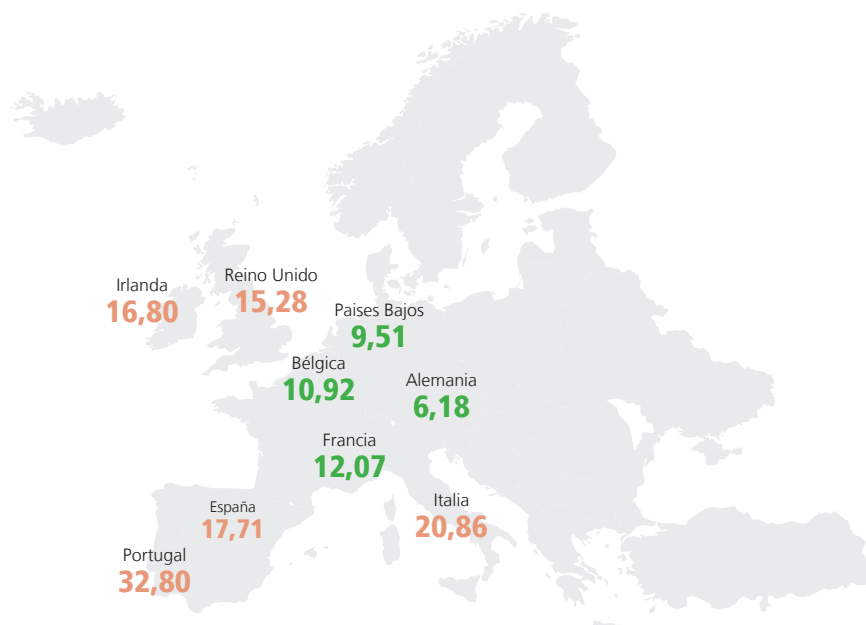 Reino Unido
15,28
Irlanda
16,80
Paises Bajos
9,51
Bélgica
10,92
Alemania
6,18
Francia
12,07
Italia
20,86
España
17,71
Portugal
32,80